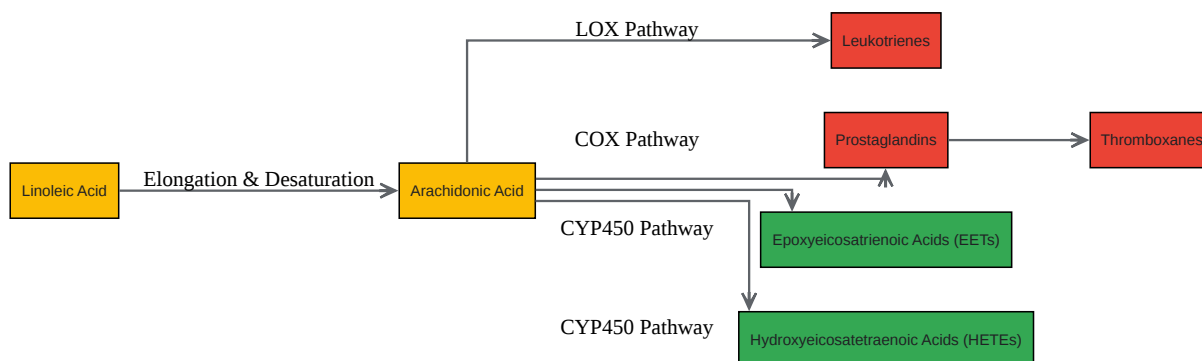 LOX Pathway
Leukotrienes
COX Pathway
Prostaglandins
Thromboxanes
Linoleic Acid
Elongation & Desaturation
Arachidonic Acid
CYP450 Pathway
Epoxyeicosatrienoic Acids (EETs)
CYP450 Pathway
Hydroxyeicosatetraenoic Acids (HETEs)